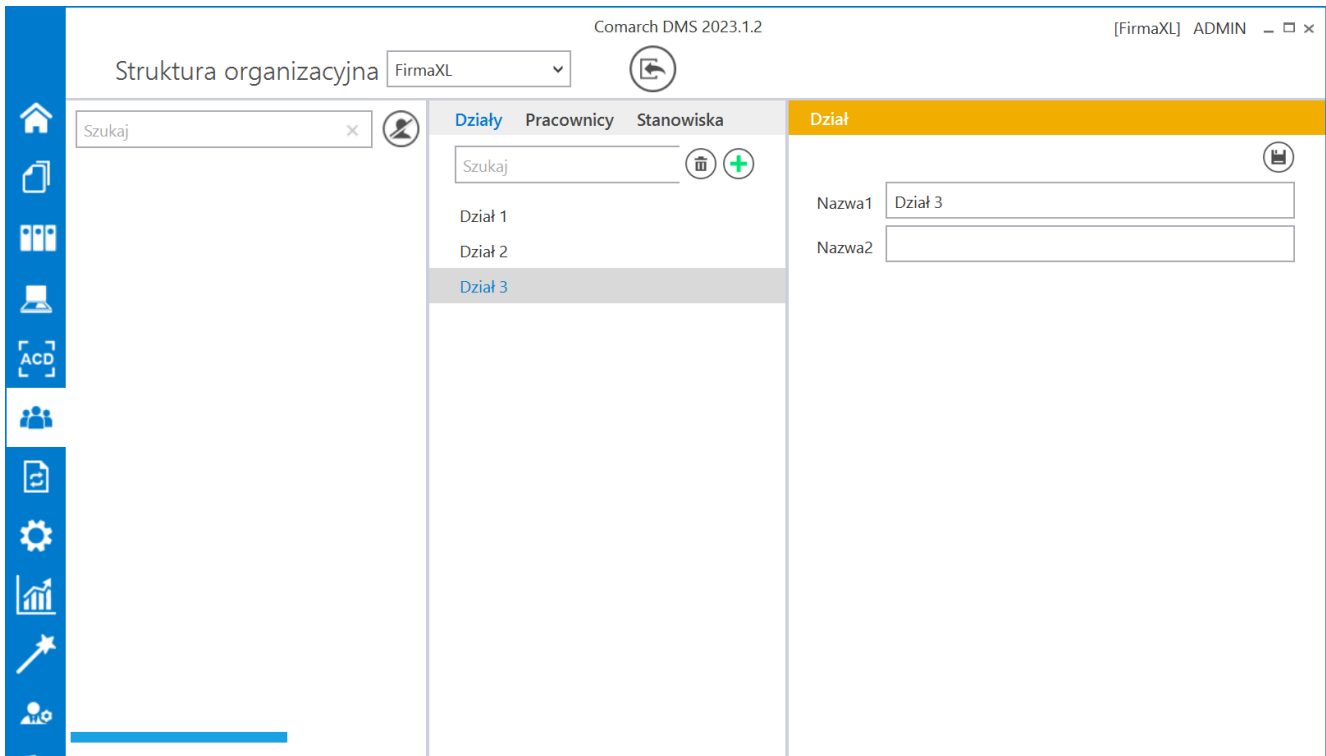 Comarch DMS 2023.1.2
[FirmaXL] ADMIN
Struktura organizacyjna FirmaXL
Szukaj
ACD
Działy Pracownicy Stanowiska
Szukaj
Dział 1
Dział 2
Dział 3
Dział
Nazwa1 Dział 3
Nazwa2